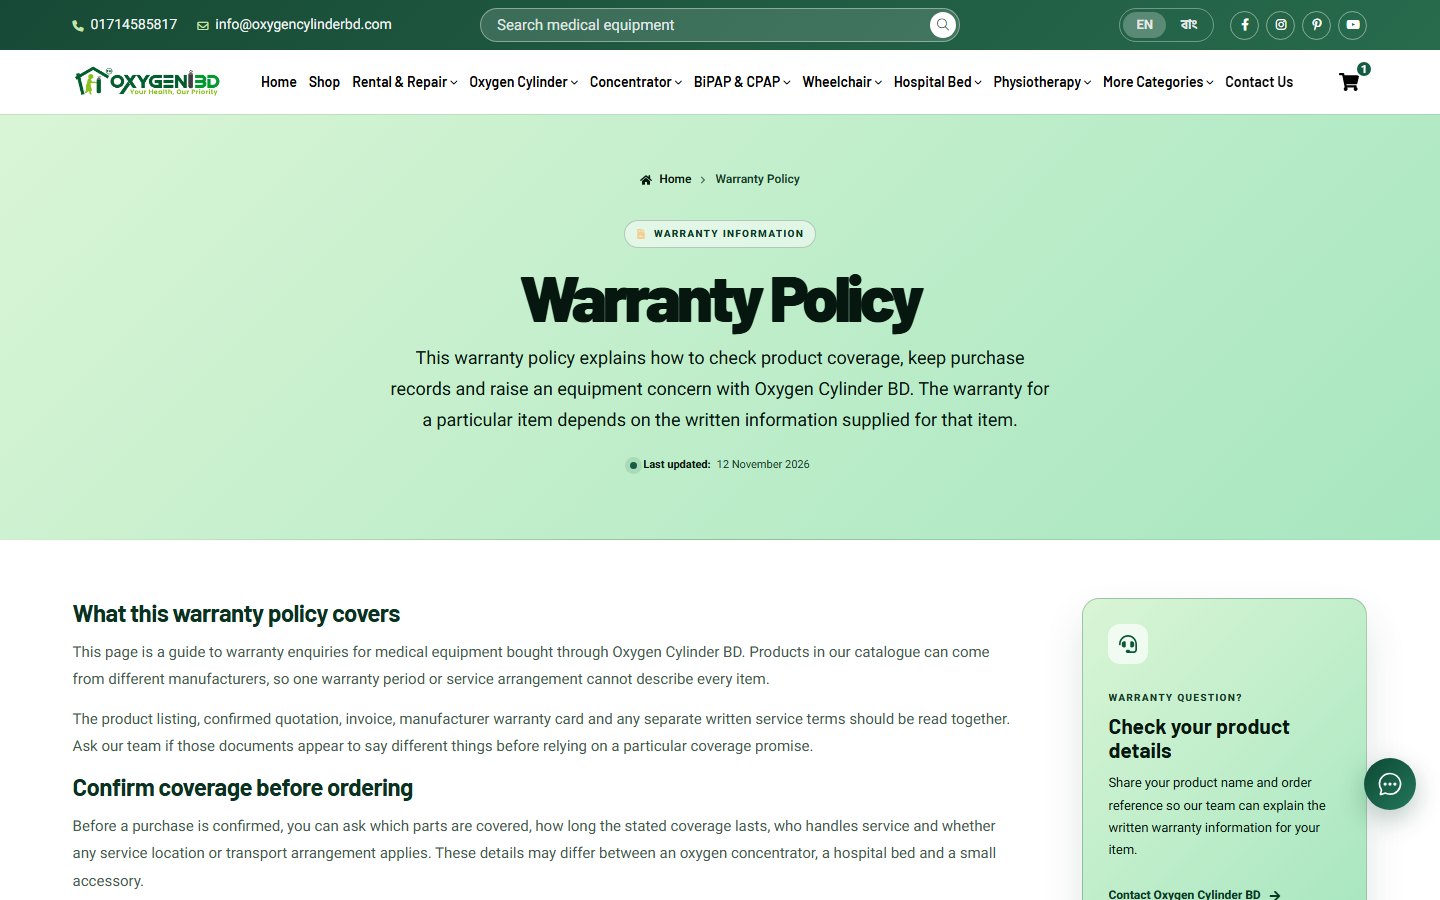 01714585817
info@oxygencylinderbd.com
Search medical equipment
EN
বাং
OXYGEN BD
Your Health, Our Priority
Home
Shop
Rental & Repair
Oxygen Cylinder
Concentrator
BiPAP & CPAP
Wheelchair
Hospital Bed
Physiotherapy
More Categories
Contact Us
1
Home
Warranty Policy
WARRANTY INFORMATION
Warranty Policy
This warranty policy explains how to check product coverage, keep purchase
records and raise an equipment concern with Oxygen Cylinder BD. The warranty for
a particular item depends on the written information supplied for that item.
Last updated: 12 November 2026
What this warranty policy covers
This page is a guide to warranty enquiries for medical equipment bought through Oxygen Cylinder BD. Products in our catalogue can come
from different manufacturers, so one warranty period or service arrangement cannot describe every item.
The product listing, confirmed quotation, invoice, manufacturer warranty card and any separate written service terms should be read together.
Ask our team if those documents appear to say different things before relying on a particular coverage promise.
Confirm coverage before ordering
Before a purchase is confirmed, you can ask which parts are covered, how long the stated coverage lasts, who handles service and whether
any service location or transport arrangement applies. These details may differ between an oxygen concentrator, a hospital bed and a small
accessory.
WARRANTY QUESTION?
Check your product
details
Share your product name and order
reference so our team can explain the
written warranty information for your
item.
Contact Oxygen Cylinder BD